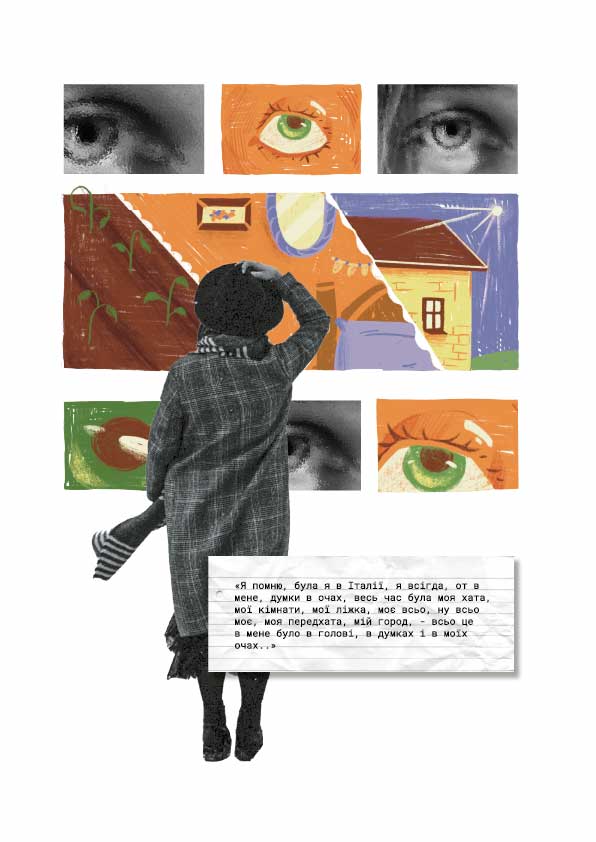 «Я помню, була я в Італії, я всігда, от в
мене, думки в очах, весь час була моя хата,
мої кімнати, мої ліжка, моє всьо, ну всьо
моє, моя передхата, мій город, - всьо це
в мене було в голові, в думках і в моїх
очах..»